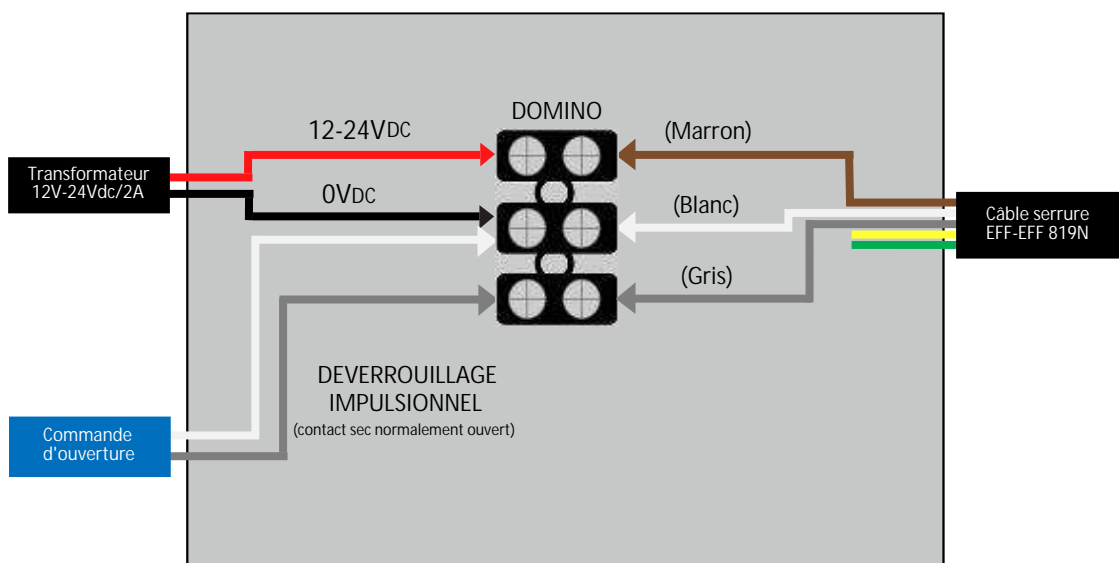 DOMINO
12-24VDC
(Marron)
Transformateur
12V-24Vdc/2A
0VDC
(Blanc)
Câble serrure
EFF-EFF 819N
(Gris)
DEVERROUILLAGE
IMPULSIONNEL
(contact sec normalement ouvert)
Commande
d'ouverture